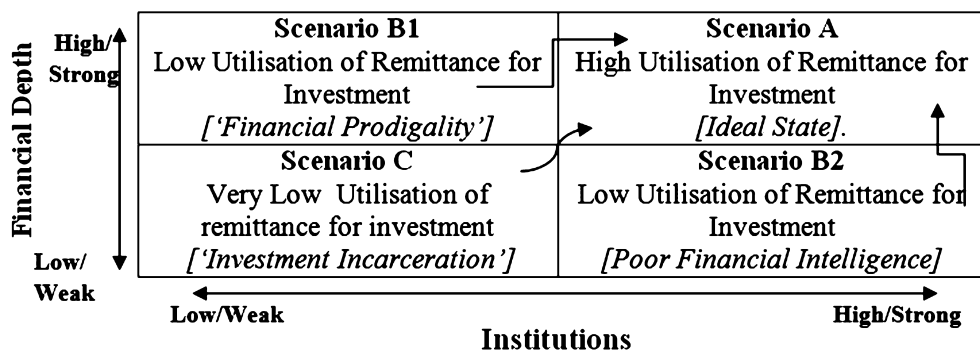 Financial Depth
High/
Strong
Low/
Weak
Scenario B1
Low Utilisation of Remittance for
Investment
[‘Financial Prodigality’]
Scenario A
High Utilisation of Remittance for
Investment
[Ideal State].
Scenario C
Very Low Utilisation of
remittance for investment
[‘Investment Incarceration’]
Scenario B2
Low Utilisation of Remittance for
Investment
[Poor Financial Intelligence]
Low/Weak
High/Strong
Institutions